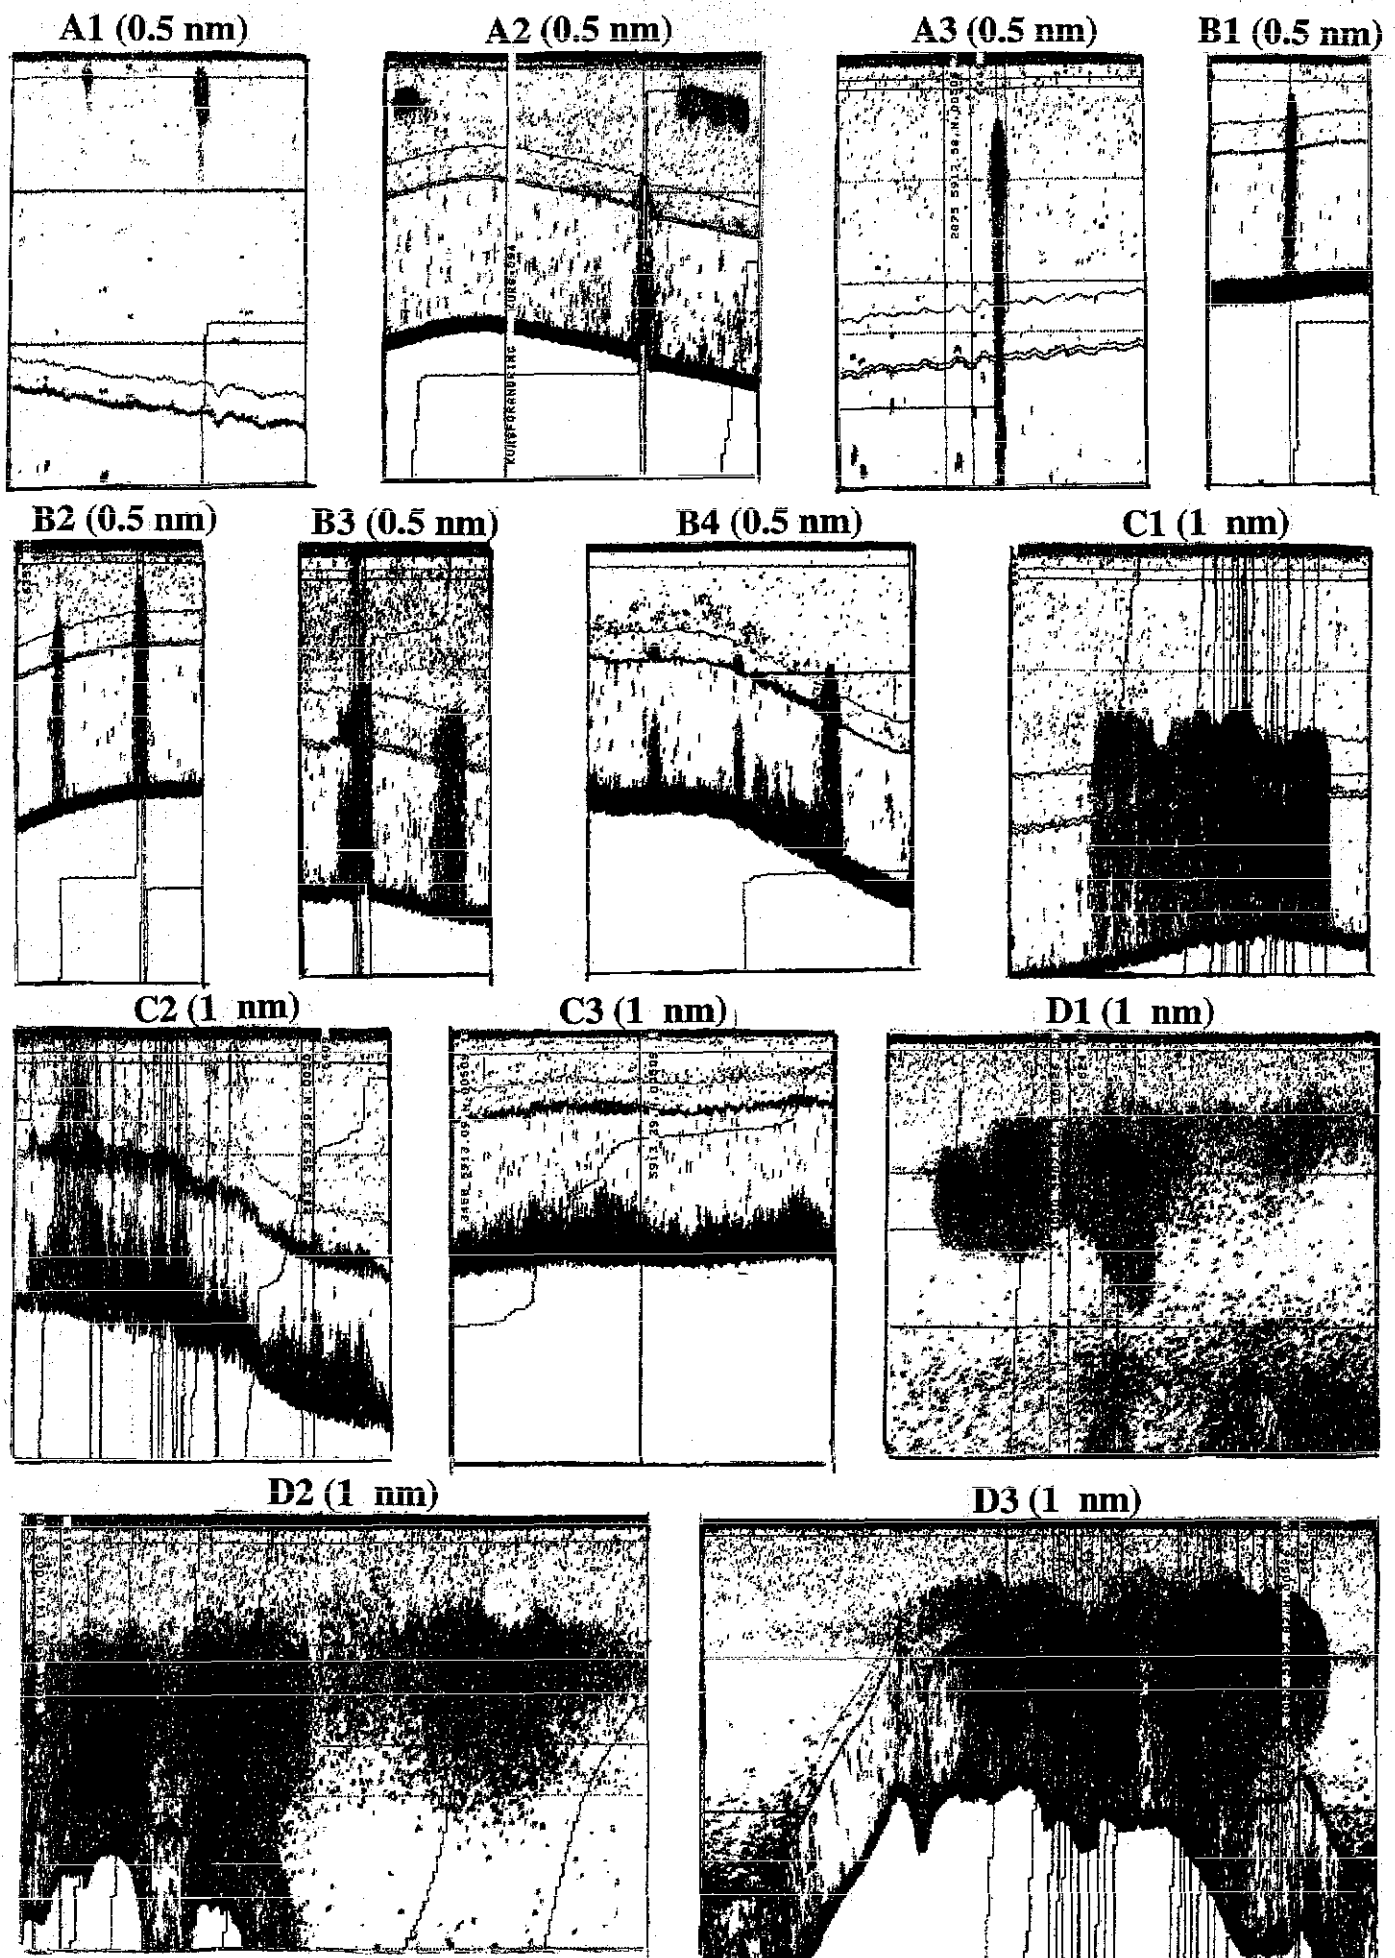 A1 (0.5 nm)
A2 (0.5 nm)
A3 (0.5 nm)
B1 (0.5 nm)
B2 (0.5 nm)
B3 (0.5 nm)
B4 (0.5 nm)
C1 (1 nm)
C2 (1 nm)
C3 (1 nm)
D1 (1 nm)
D2 (1 nm)
D3 (1 nm)